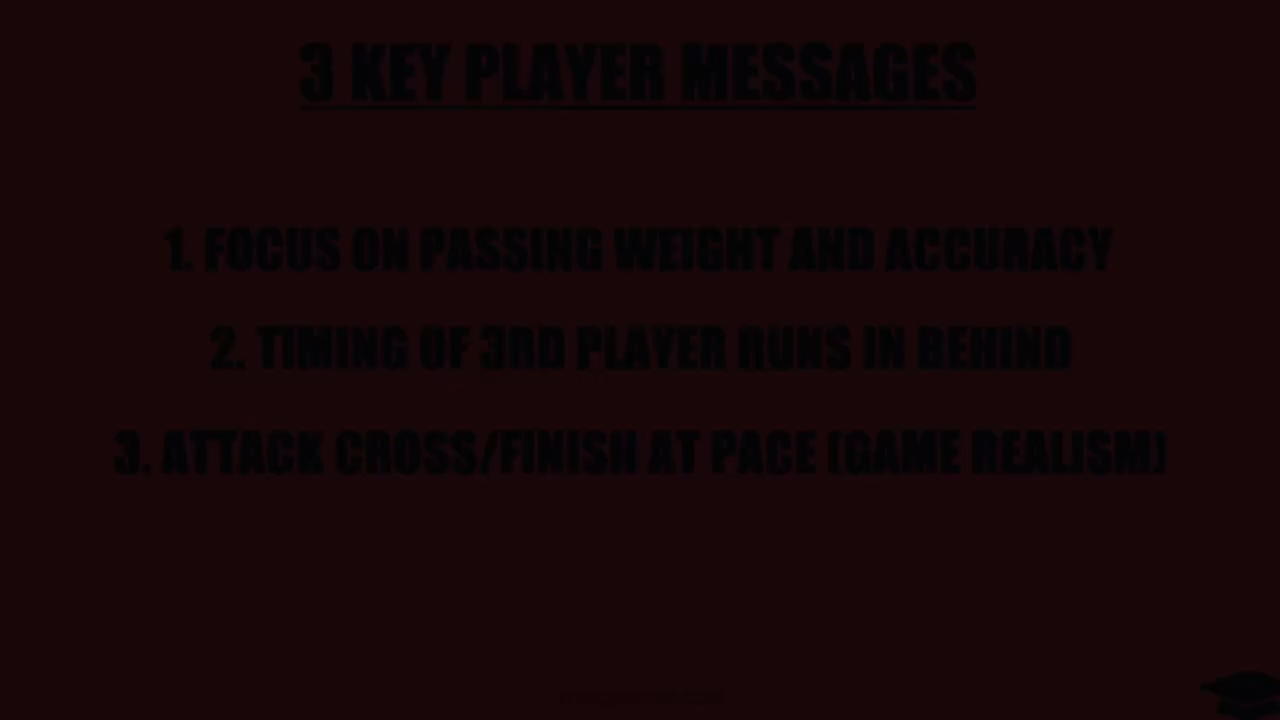 3 KEY PLAYER MESSAGES
1. FOCUS ON PASSING WEIGHT AND ACCURACY
2. TIMING OF 3RD PLAYER RUNS IN BEHIND
3. ATTACK CROSS/FINISH AT PACE (GAME REALISM)